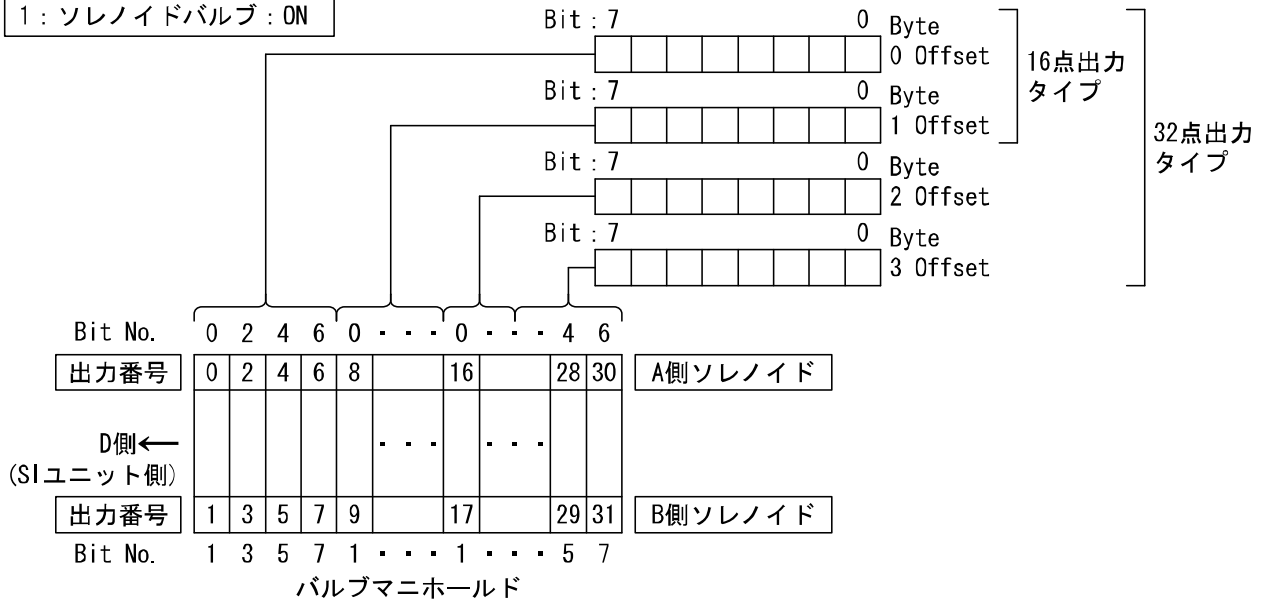 1：ソレノイドバルブ：ON
Bit：7 0 Byte
0 Offset
Bit：7 0 Byte
1 Offset
16点出力
タイプ
Bit：7 0 Byte
2 Offset
Bit：7 0 Byte
3 Offset
32点出力
タイプ
Bit No. 0 2 4 6 0 ・・・ 0 ・・・ 4 6
出力番号 0 2 4 6 8 16 28 30 A側ソレノイド
D側←
(SIユニット側)
・・・ ・・・
出力番号 1 3 5 7 9 17 29 31 B側ソレノイド
Bit No. 1 3 5 7 1 ・・・ 1 ・・・ 5 7
バルブマニホールド